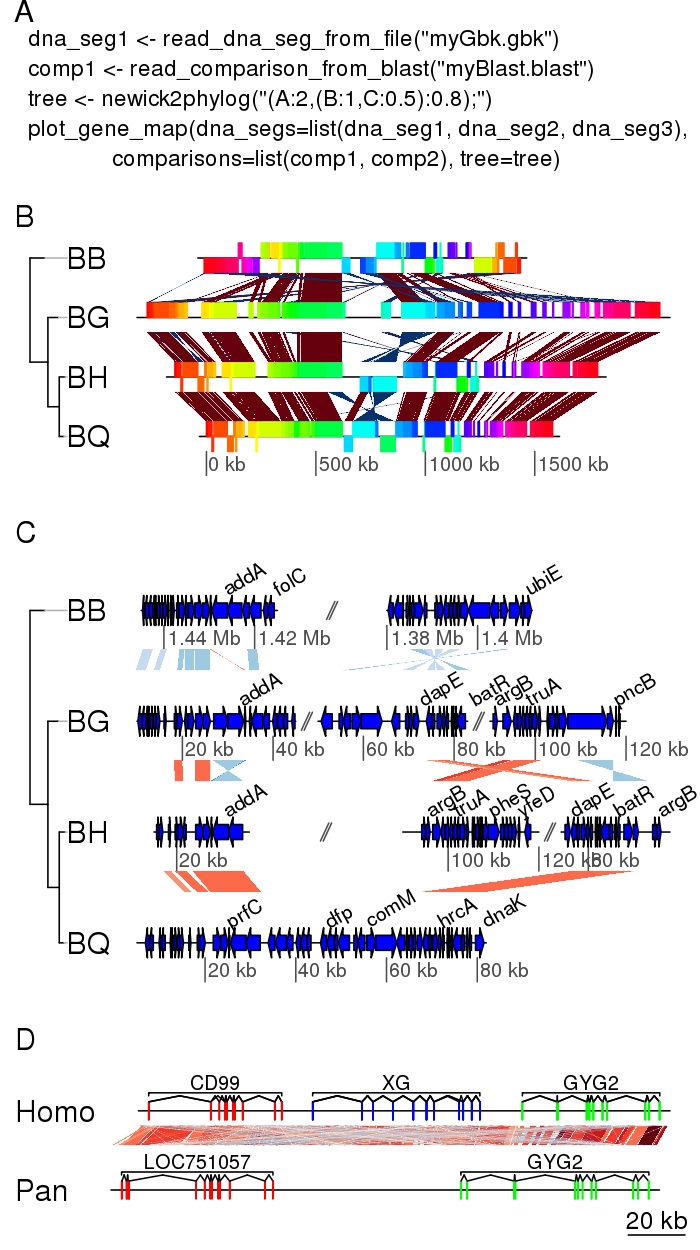 A
dna_seg1 <- read_dna_seg_from_file("myGbk.gbk")
comp1 <- read_comparison_from_blast("myBlast.blast")
tree <- newick2phylog("(A:2,(B:1,C:0.5):0.8);")
plot_gene_map(dna_segs=list(dna_seg1, dna_seg2, dna_seg3),
comparisons=list(comp1, comp2), tree=tree)
B
BB
BG
BH
BQ
0 kb 500 kb 1000 kb 1500 kb
C
addA folC ubiE
BB //
1.44 Mb 1.42 Mb 1.38 Mb 1.4 Mb
addA dapE batR argB truA pncB
BG // //
20 kb 40 kb 60 kb 80 kb 100 kb 120 kb
addA argB truA pheS yfeD dapE batR argB
BH // //
20 kb 100 kb 120 kb 80 kb
prfC dfp comM hrcA dnaK
BQ
20 kb 40 kb 60 kb 80 kb
D
CD99 XG GYG2
Homo
LOC751057 GYG2
Pan
20 kb